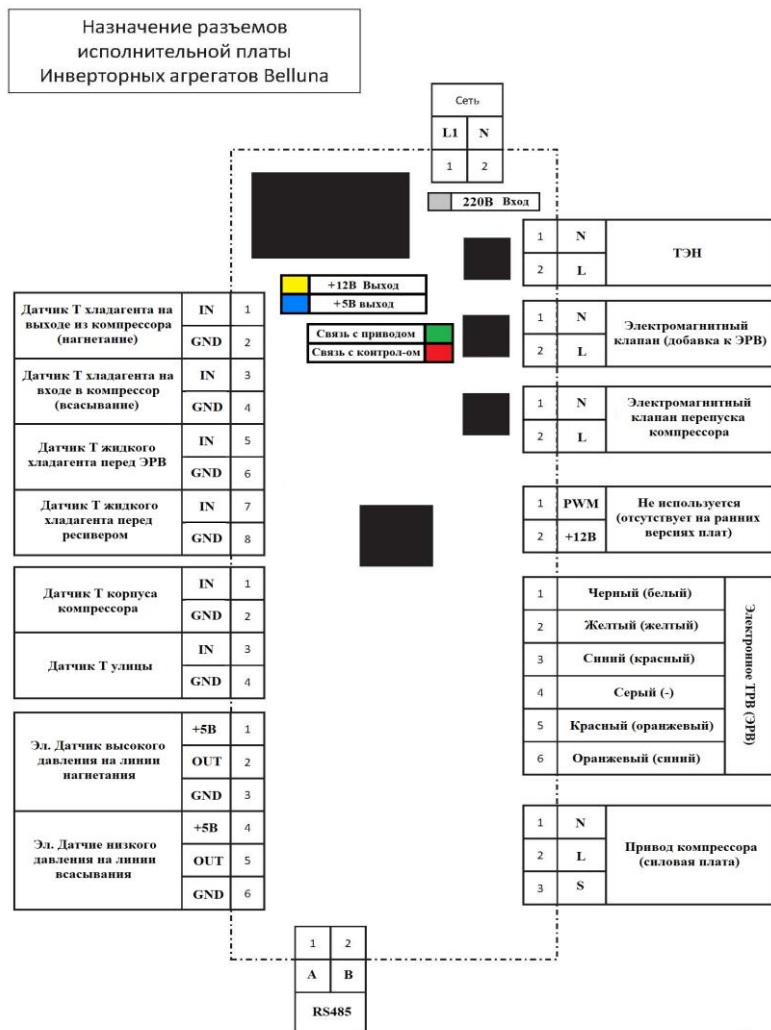 Назначение разъемов
исполнительной платы
Инверторных агрегатов Belluna
Сеть
L1 N
1 2
220В Вход
+12В Выход
+5В выход
Связь с приводом
Связь с контрол-ом
Датчик Т хладагента на
выходе из компрессора
(нагнетание)
IN 1
GND 2
Датчик Т хладагента на
входе в компрессор
(всасывание)
IN 3
GND 4
Датчик Т жидкого
хладагента перед ЭРВ
IN 5
GND 6
Датчик Т жидкого
хладагента перед
ресивером
IN 7
GND 8
Датчик Т корпуса
компрессора
IN 1
GND 2
Датчик Т улицы
IN 3
GND 4
Эл. Датчик высокого
давления на линии
нагнетания
+5В 1
OUT 2
GND 3
Эл. Датчие низкого
давления на линии
всасывания
+5В 4
OUT 5
GND 6
1 N
2 L
ТЭН
1 N
2 L
Электромагнитный
клапан (добавка к ЭРВ)
1 N
2 L
Электромагнитный
клапан перепуска
компрессора
1 PWM
2 +12В
Не используется
(отсутствует на ранних
версиях плат)
1 Черный (белый)
2 Желтый (желтый)
3 Синий (красный)
4 Серый (-)
5 Красный (оранжевый)
6 Оранжевый (синий)
Электронное ТРВ (ЭРВ)
1 N
2 L
3 S
Привод компрессора
(силовая плата)
1 2
A B
RS485